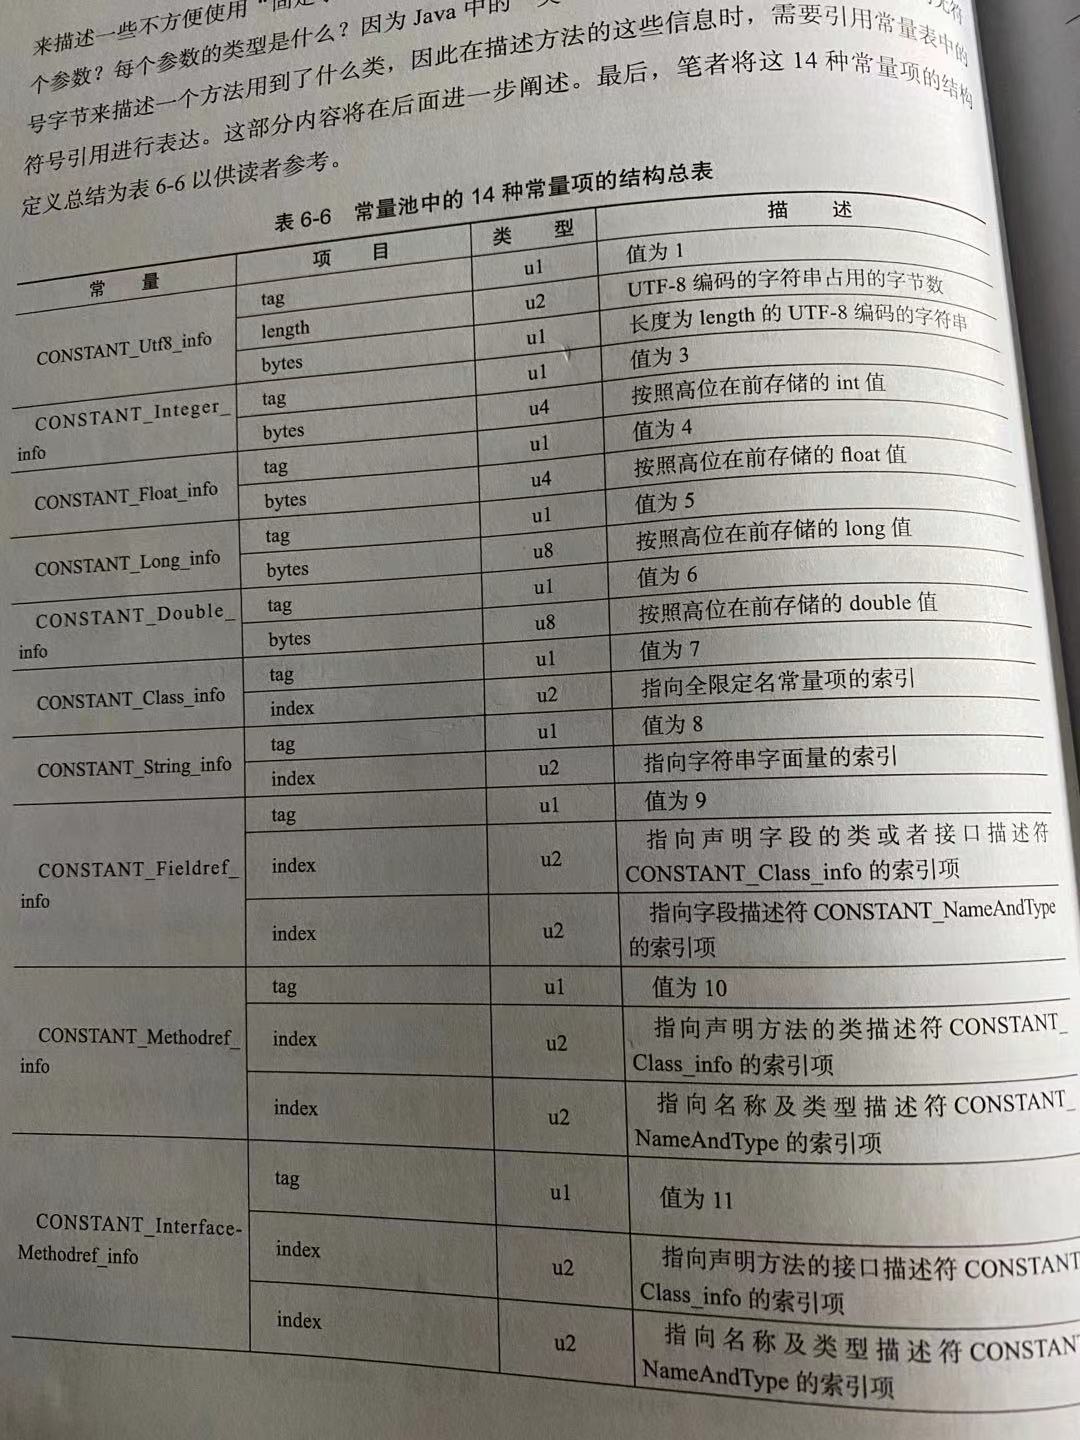 来描述一些不方便使用“固定
个参数？每个参数的类型是什么？因为 Java 中的“
号字节来描述一个方法用到了什么类，因此在描述方法的这些信息时，需要引用常量表中的
符号引用进行表达。这部分内容将在后面进一步阐述。最后，笔者将这 14 种常量项的结构
定义总结为表 6-6 以供读者参考。
表 6-6 常量池中的 14 种常量项的结构总表
常 量 项 目 类 型 描 述
CONSTANT_Utf8_info
tag u1 值为 1
length u2 UTF-8 编码的字符串占用的字节数
bytes u1 长度为 length 的 UTF-8 编码的字符串
CONSTANT_Integer_
info
tag u1 值为 3
bytes u4 按照高位在前存储的 int 值
CONSTANT_Float_info
tag u1 值为 4
bytes u4 按照高位在前存储的 float 值
CONSTANT_Long_info
tag u1 值为 5
bytes u8 按照高位在前存储的 long 值
CONSTANT_Double_
info
tag u1 值为 6
bytes u8 按照高位在前存储的 double 值
CONSTANT_Class_info
tag u1 值为 7
index u2 指向全限定名常量项的索引
CONSTANT_String_info
tag u1 值为 8
index u2 指向字符串字面量的索引
CONSTANT_Fieldref_
info
tag u1 值为 9
index u2 指向声明字段的类或者接口描述符
CONSTANT_Class_info 的索引项
index u2 指向字段描述符 CONSTANT_NameAndType
的索引项
CONSTANT_Methodref_
info
tag u1 值为 10
index u2 指向声明方法的类描述符 CONSTANT_
Class_info 的索引项
index u2 指向名称及类型描述符 CONSTANT_
NameAndType 的索引项
CONSTANT_Interface-
Methodref_info
tag u1 值为 11
index u2 指向声明方法的接口描述符 CONSTANT
Class_info 的索引项
index u2 指向名称及类型描述符 CONSTAN
NameAndType 的索引项